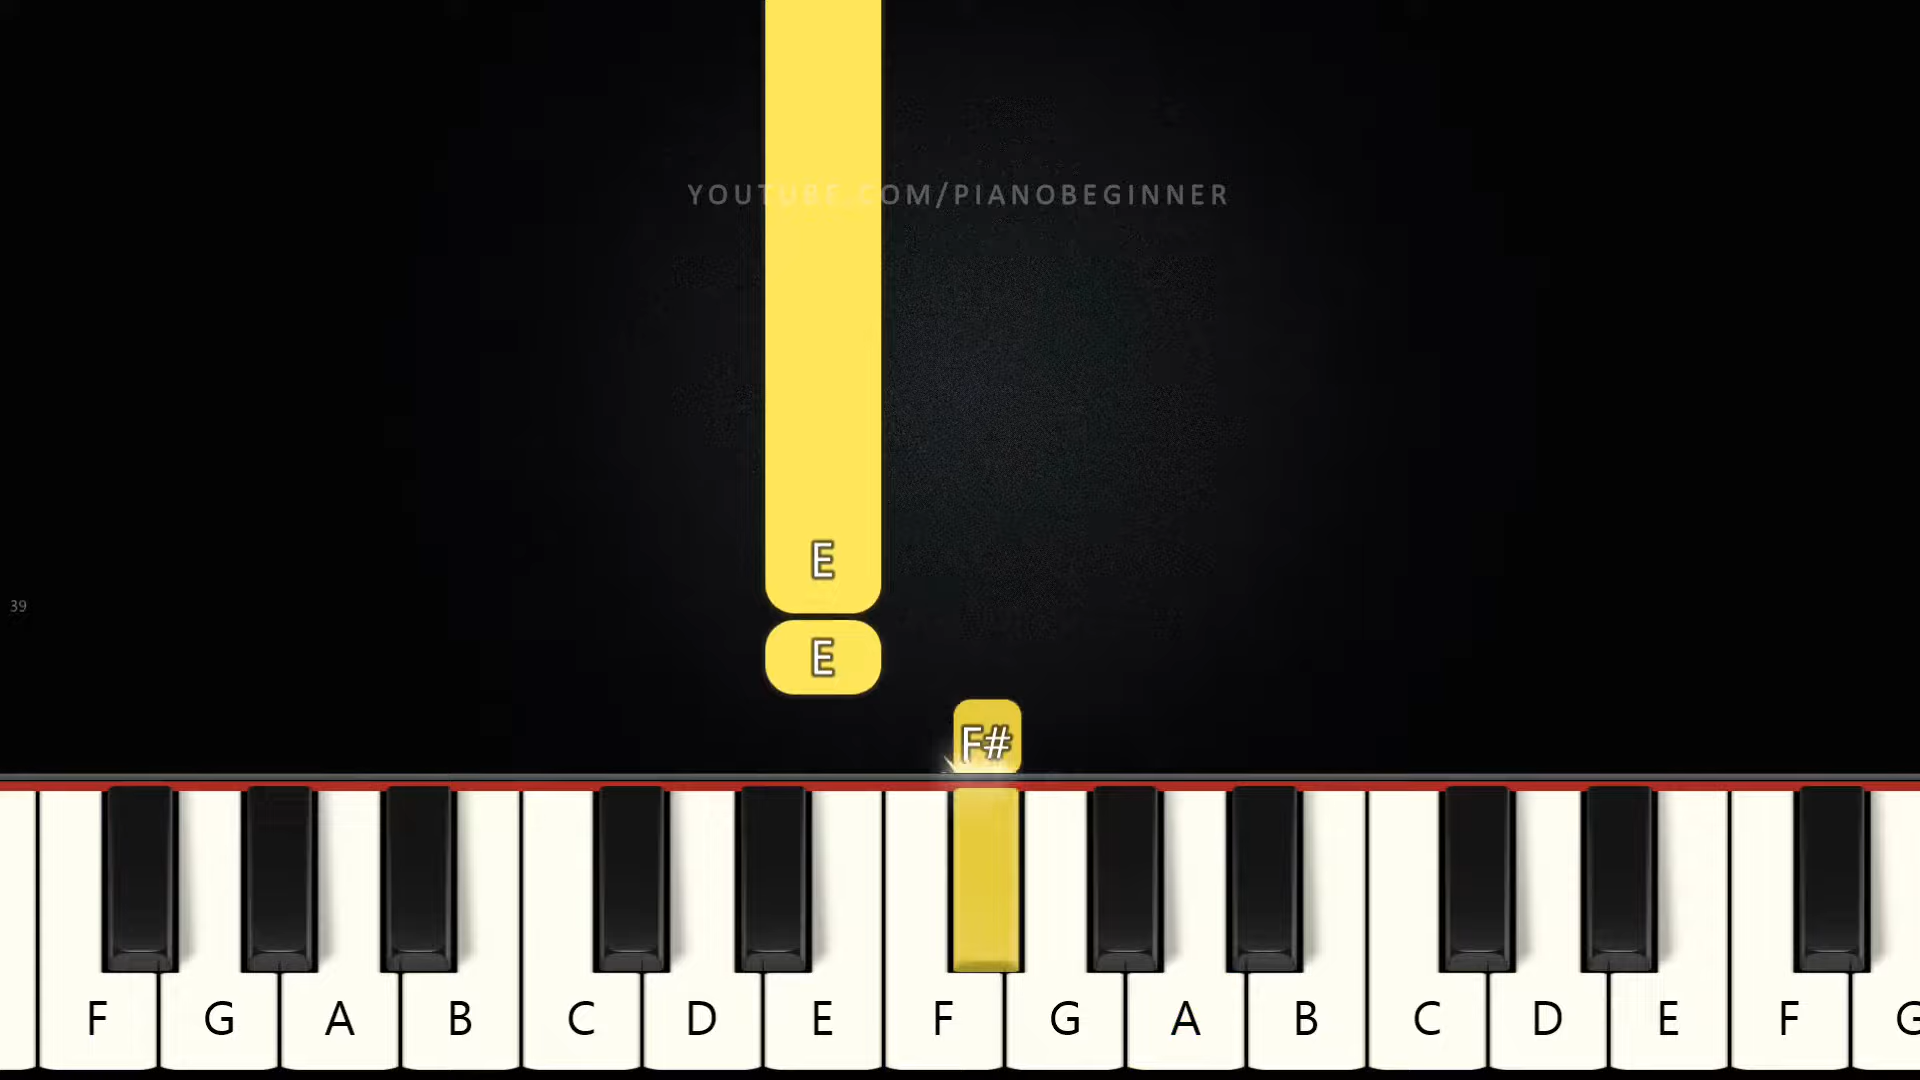 YOUTUBE.COM/PIANOBEGINNER
E
39
E
F#
F G A B C D E F G A B C D E F G